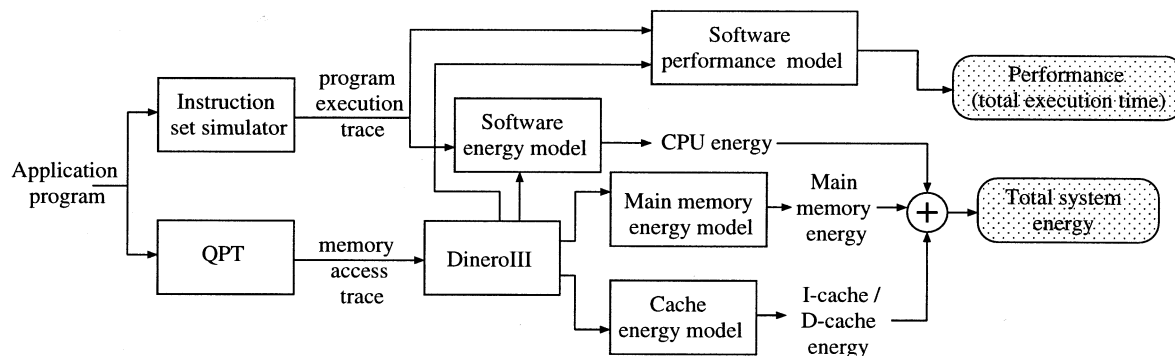 Application
program
Instruction
set simulator
program
execution
trace
Software
performance model
Performance
(total execution time)
Software
energy model
CPU energy
QPT
memory
access
trace
DineroIII
Main memory
energy model
Main
memory
energy
+
Total system
energy
Cache
energy model
I-cache /
D-cache
energy